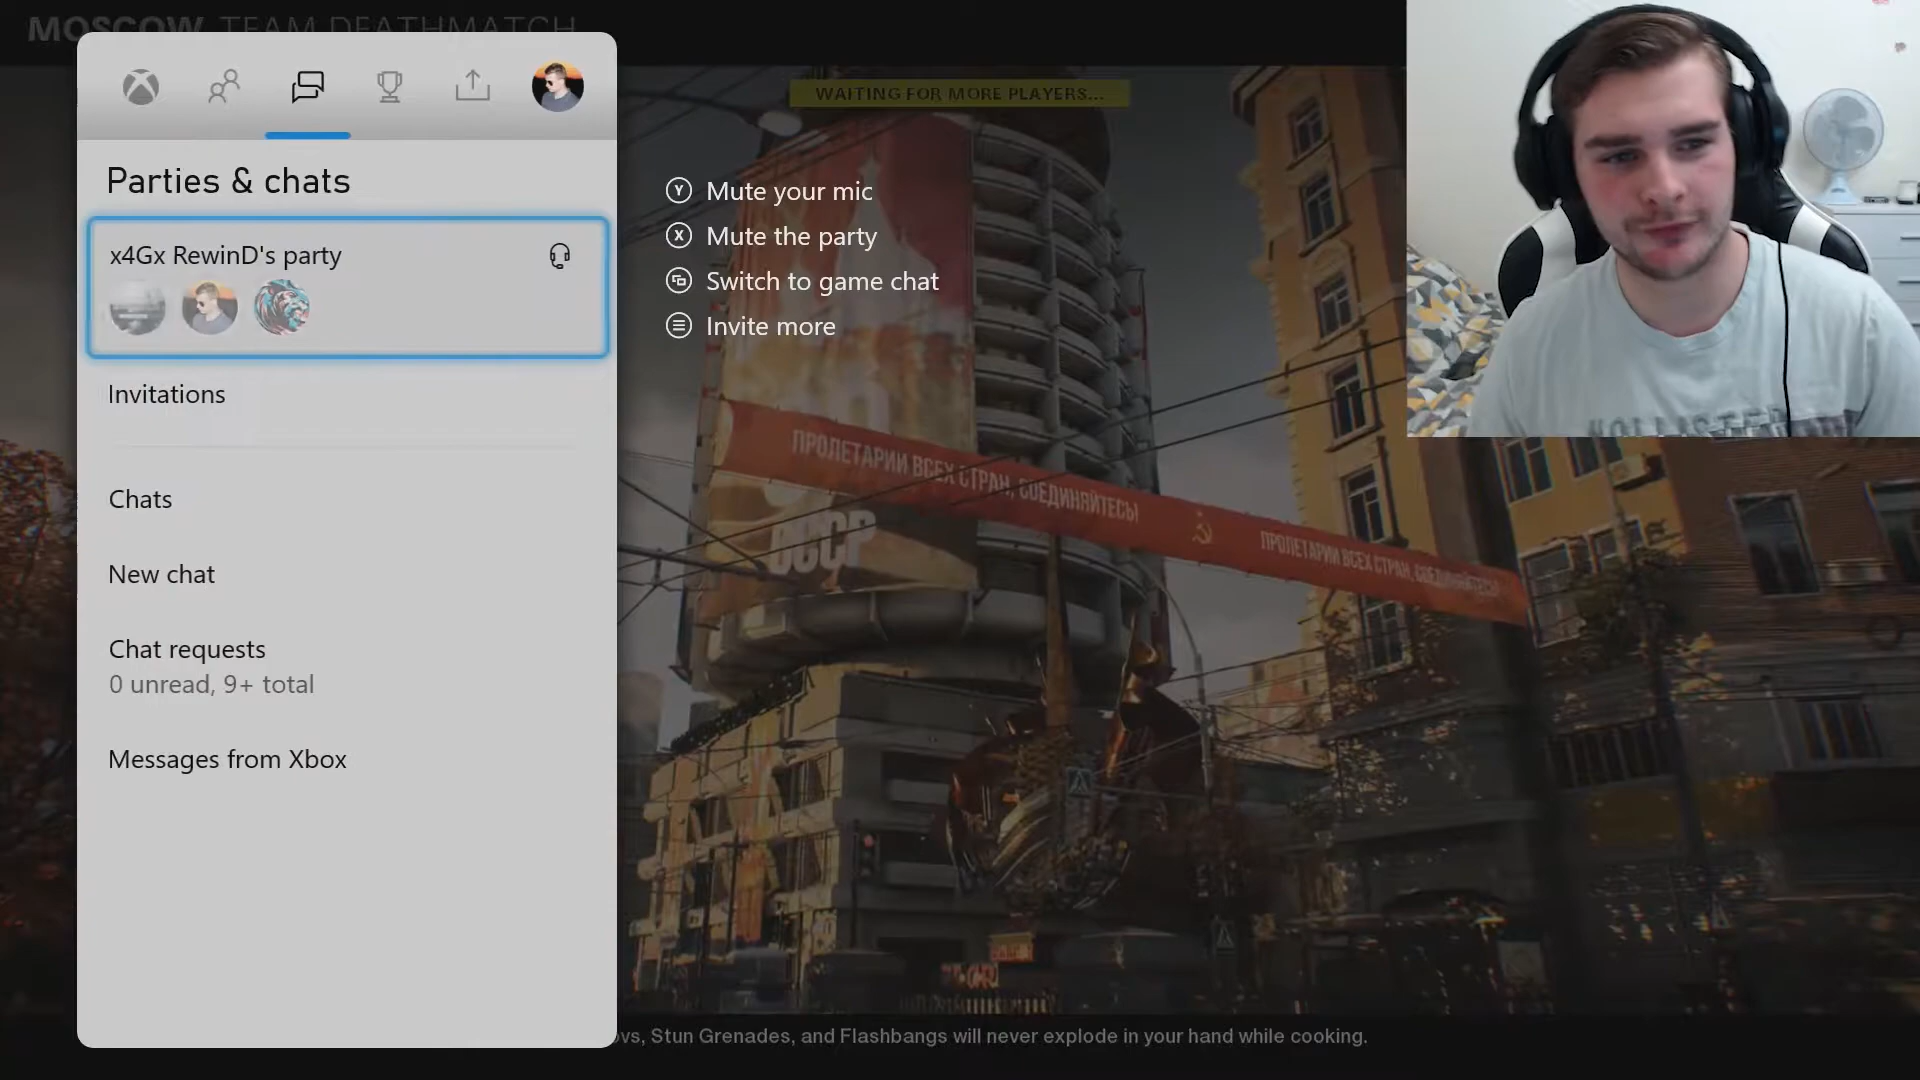 MOSCOW TEAM DEATHMATCH
WAITING FOR MORE PLAYERS...
Parties & chats
x4Gx RewinD's party
Invitations
Chats
New chat
Chat requests
0 unread, 9+ total
Messages from Xbox
Y Mute your mic
X Mute the party
Switch to game chat
Invite more
ПРОЛЕТАРИИ ВСЕХ СТРАН, СОЕДИНЯЙТЕСЬ!
ПРОЛЕТАРИИ ВСЕХ СТРАН, СОЕДИНЯЙТЕСЬ!
СССР
Stun Grenades, and Flashbangs will never explode in your hand while cooking.